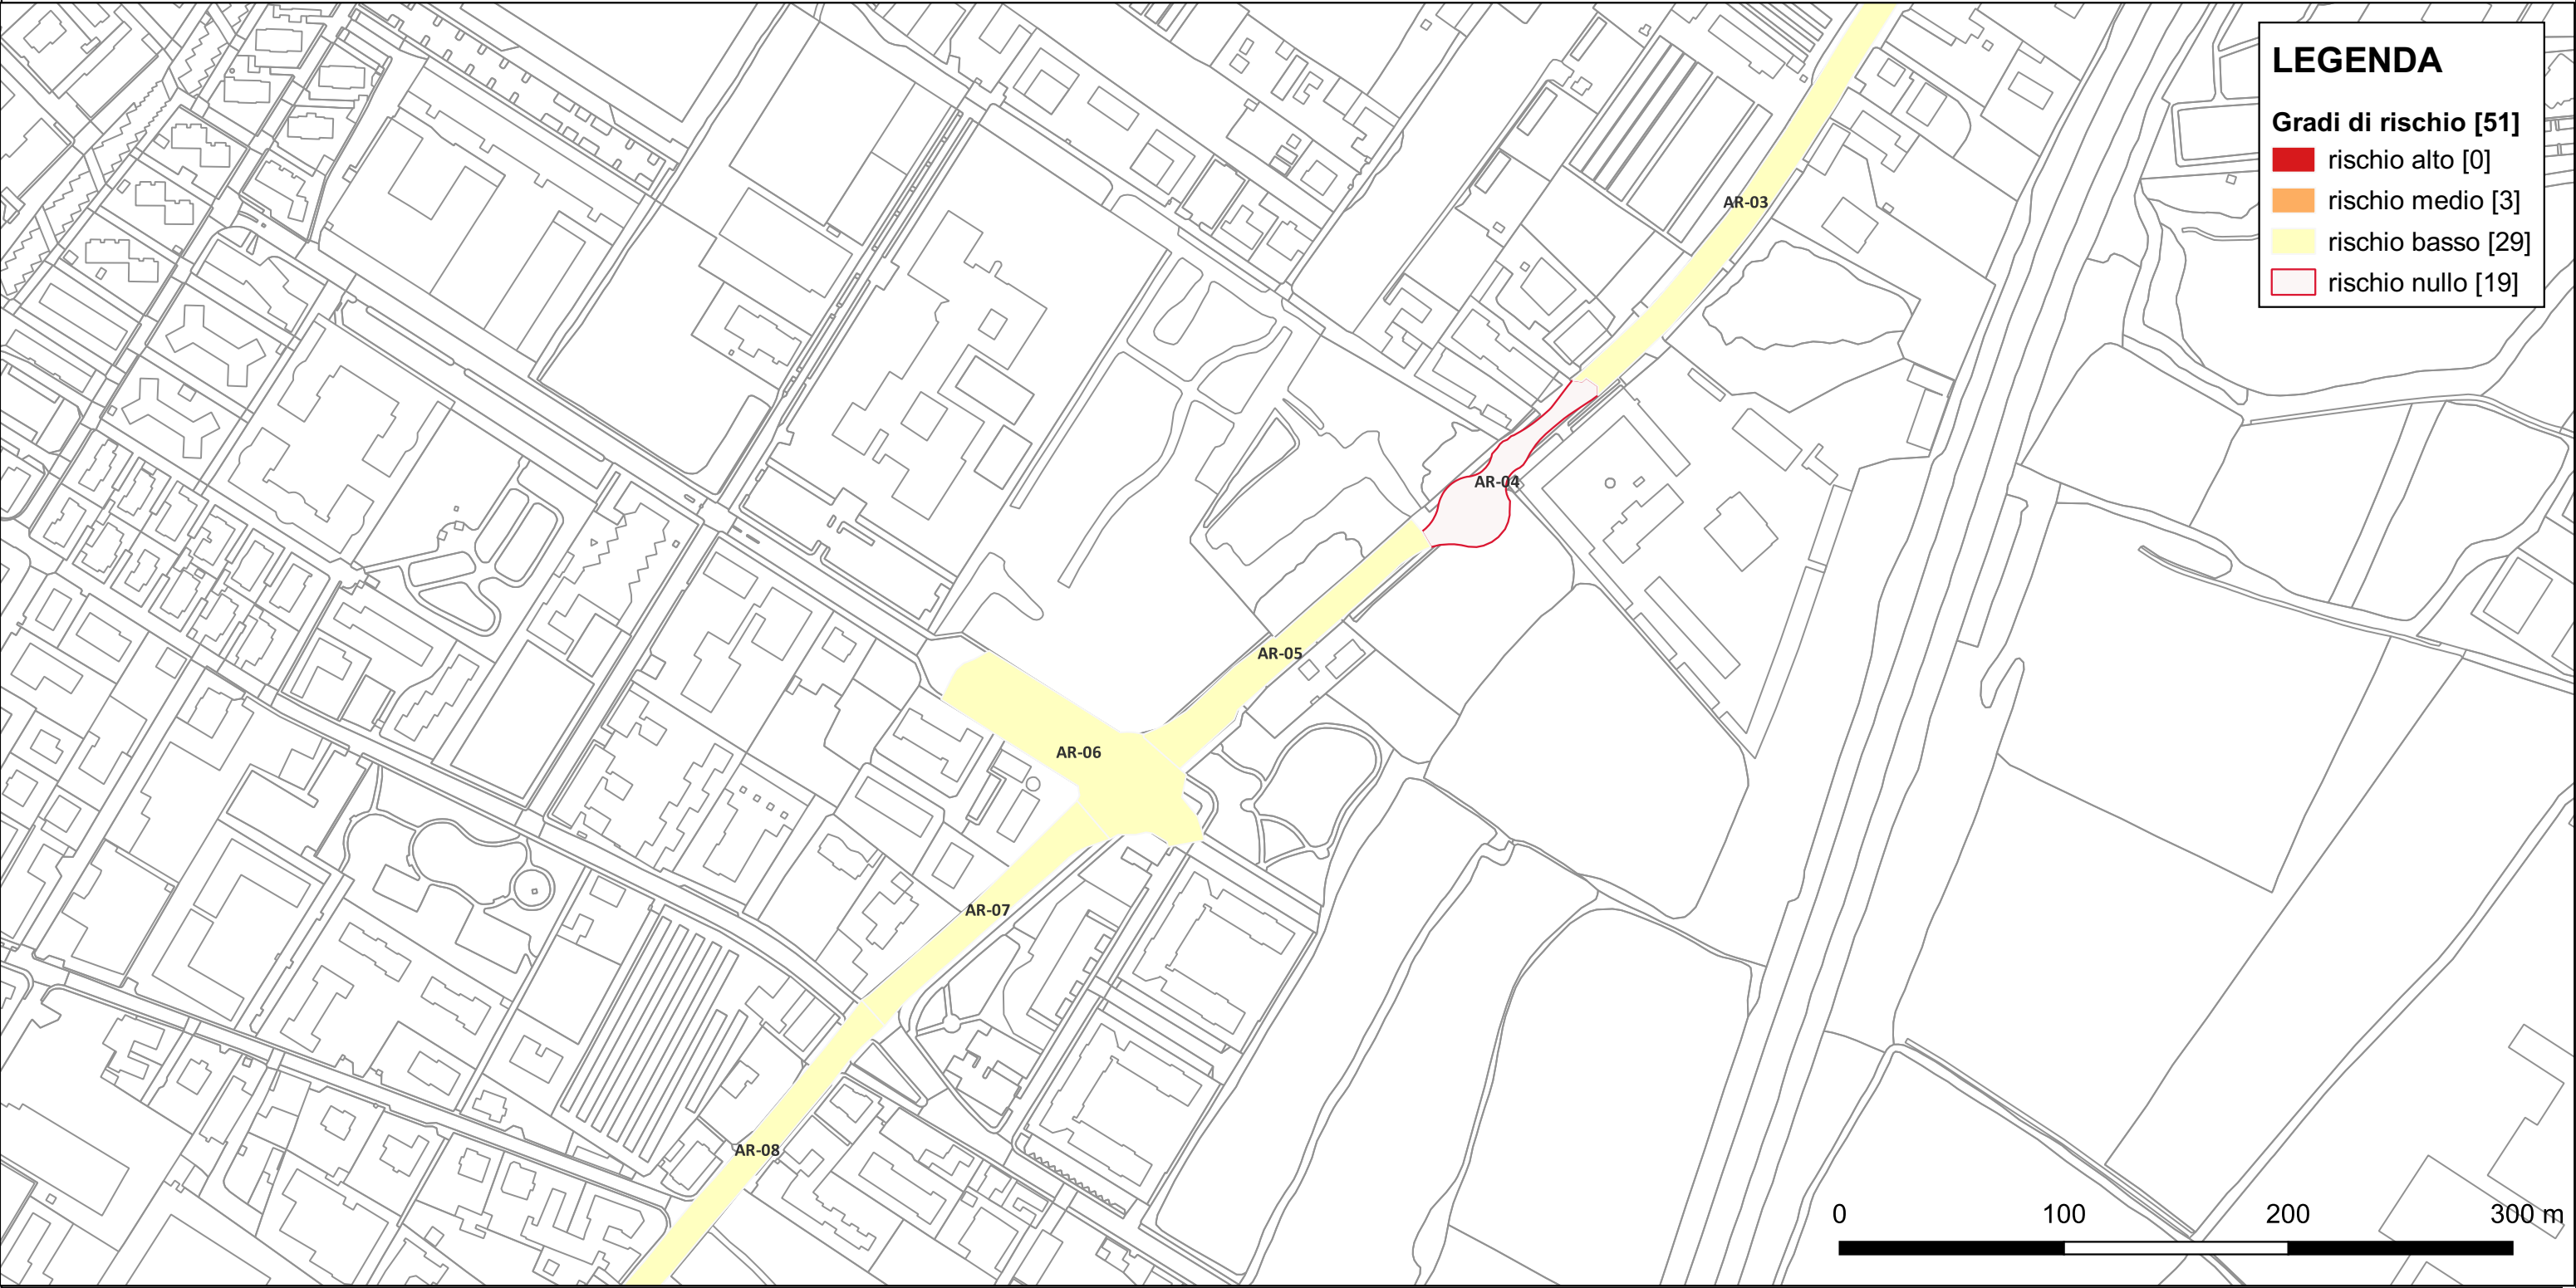 LEGENDA
Gradi di rischio [51]
rischio alto [0]
rischio medio [3]
rischio basso [29]
rischio nullo [19]
AR-03
AR-04
AR-05
AR-06
AR-07
AR-08
0 100 200 300 m